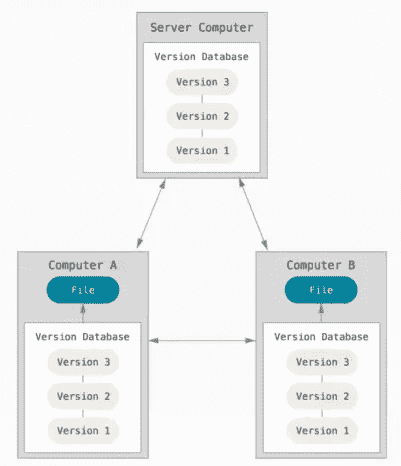 Server Computer
Version Database
Version 3
Version 2
Version 1
Computer A
File
Version Database
Version 3
Version 2
Version 1
Computer B
File
Version Database
Version 3
Version 2
Version 1